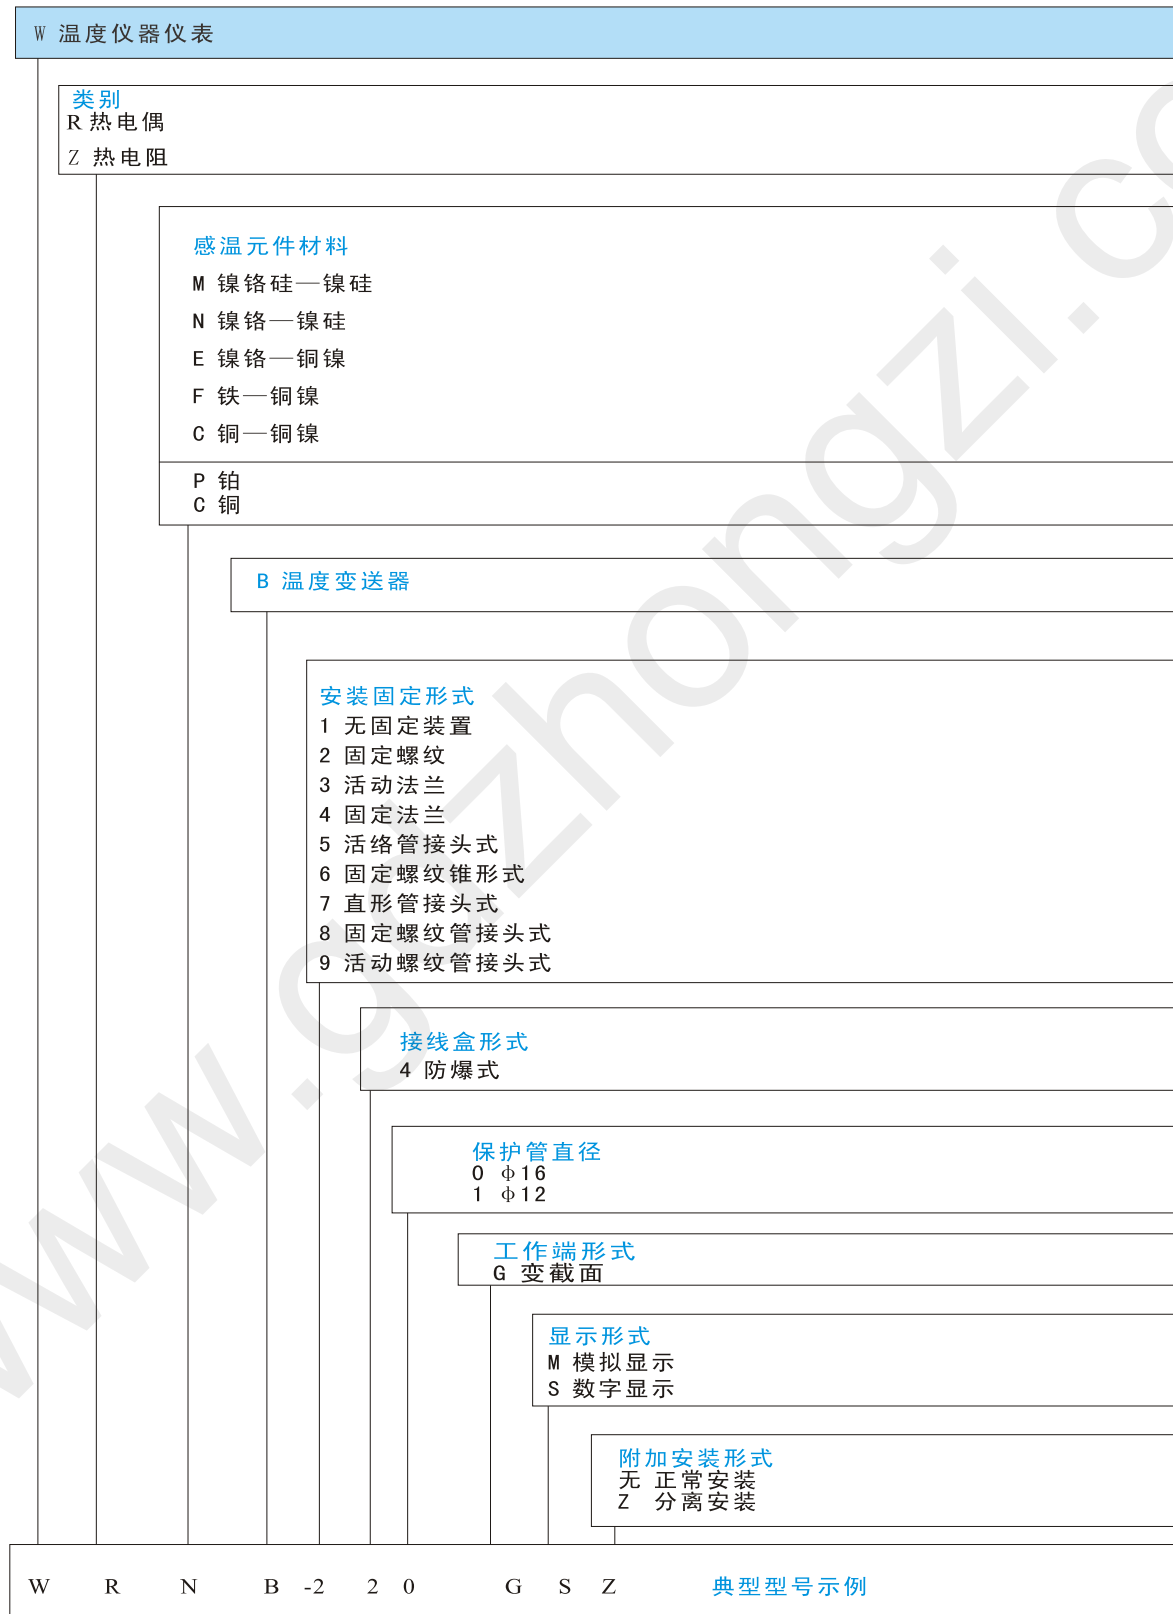 W 温度仪器仪表
类别
R 热电偶
Z 热电阻
感温元件材料
M 镍铬硅—镍硅
N 镍铬—镍硅
E 镍铬—铜镍
F 铁—铜镍
C 铜—铜镍
P 铂
C 铜
B 温度变送器
安装固定形式
1 无固定装置
2 固定螺纹
3 活动法兰
4 固定法兰
5 活络管接头式
6 固定螺纹锥形式
7 直形管接头式
8 固定螺纹管接头式
9 活动螺纹管接头式
接线盒形式
4 防爆式
保护管直径
0 φ16
1 φ12
工作端形式
G 变截面
显示形式
M 模拟显示
S 数字显示
附加安装形式
无 正常安装
Z 分离安装
W R N B -2 2 0 G S Z 典型型号示例
www.gdzhongzi.co